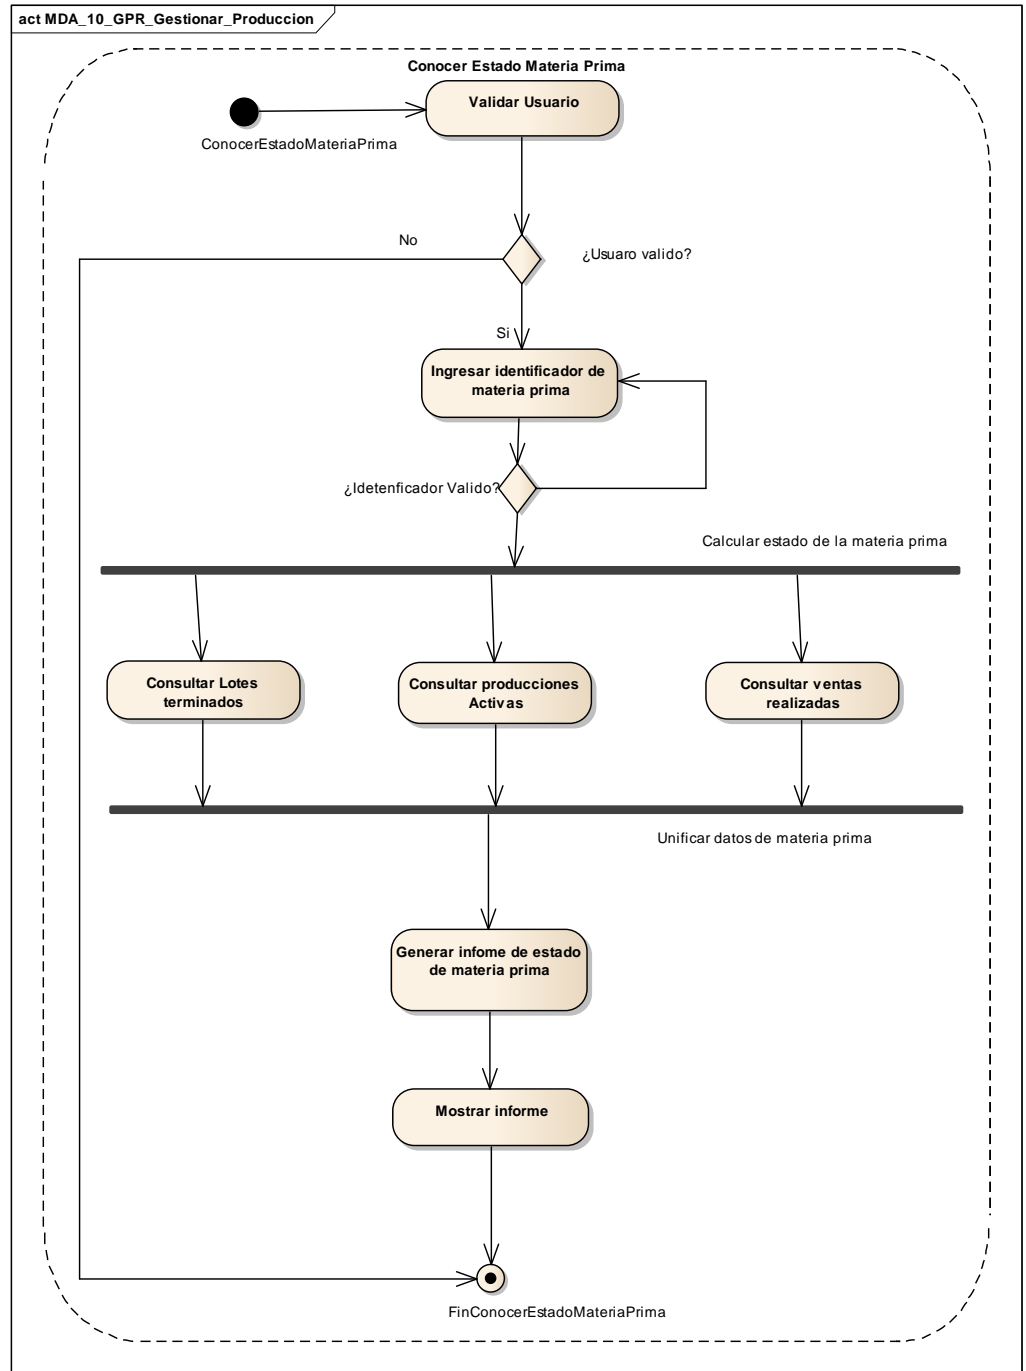 act MDA_10_GPR_Gestionar_Produccion
Conocer Estado Materia Prima
Validar Usuario
ConocerEstadoMateriaPrima
No
¿Usuaro valido?
Si
Ingresar identificador de
materia prima
¿Idetenficador Valido?
Calcular estado de la materia prima
Consultar Lotes
terminados
Consultar producciones
Activas
Consultar ventas
realizadas
Unificar datos de materia prima
Generar infome de estado
de materia prima
Mostrar informe
FinConocerEstadoMateriaPrima